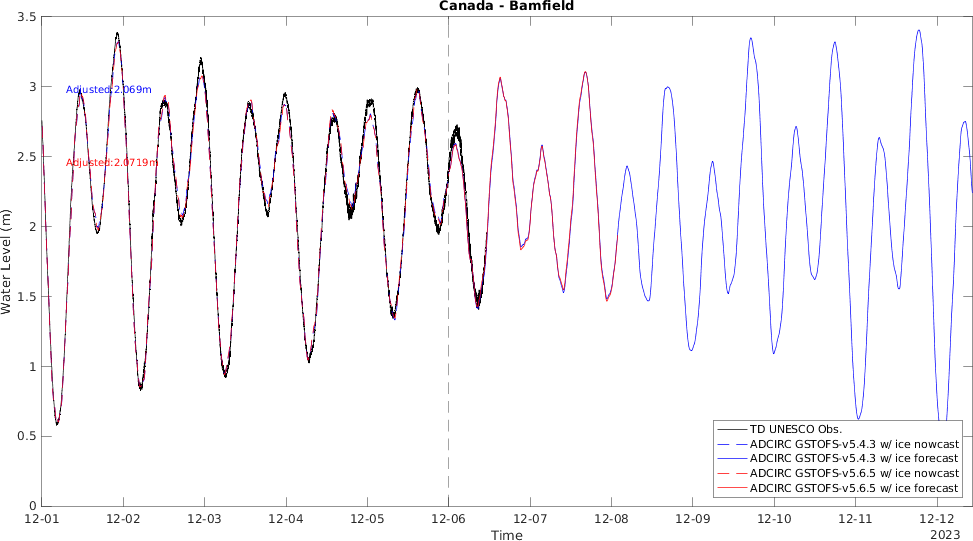 Canada - Bamfield
Water Level (m)
3.5
3
2.5
2
1.5
1
0.5
0
Adjusted:2.069m
Adjusted:2.0719m
TD UNESCO Obs.
ADCIRC GSTOFS-v5.4.3 w/ ice nowcast
ADCIRC GSTOFS-v5.4.3 w/ ice forecast
ADCIRC GSTOFS-v5.6.5 w/ ice nowcast
ADCIRC GSTOFS-v5.6.5 w/ ice forecast
12-01 12-02 12-03 12-04 12-05 12-06 12-07 12-08 12-09 12-10 12-11 12-12
Time
2023